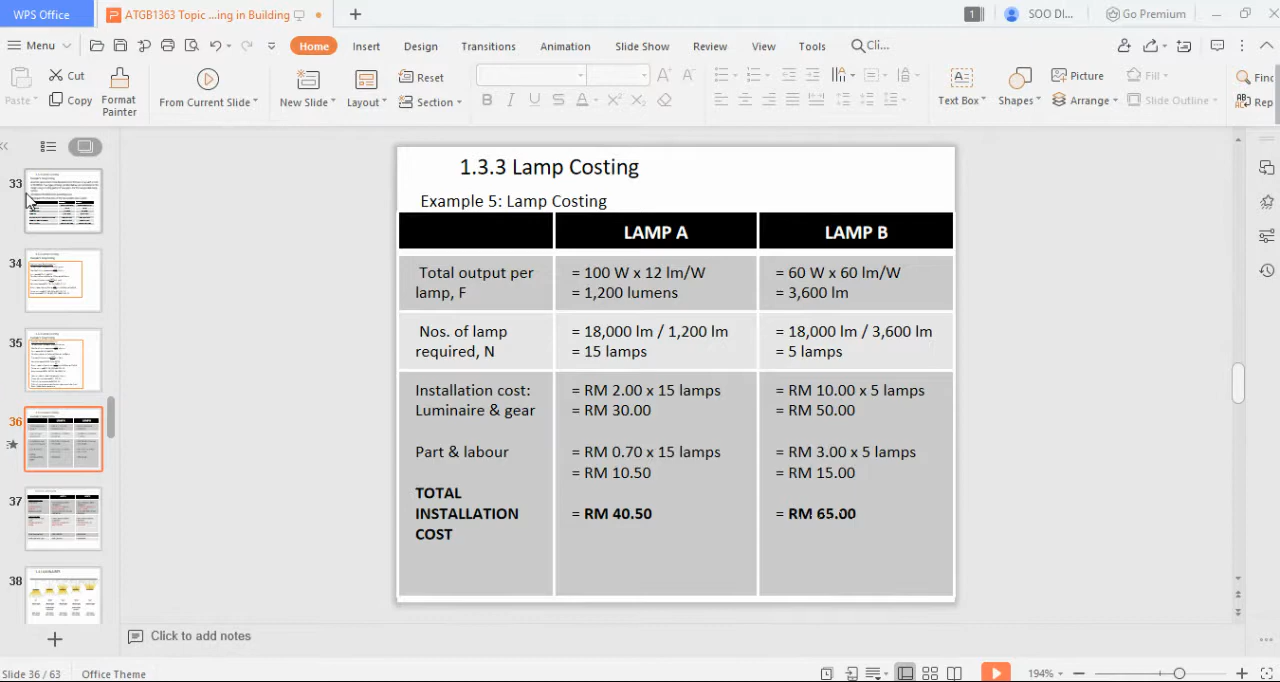 WPS Office
ATGB1363 Topic ...ing in Building
1
SOO DI...
Go Premium
Menu
Home
Insert
Design
Transitions
Animation
Slide Show
Review
View
Tools
Cli...
Paste
Cut
Copy
Format Painter
From Current Slide
New Slide
Layout
Reset
Section
B I U S A X² X₂
Text Box
Shapes
Picture
Arrange
Fill
Slide Outline
Find
Rep
33
34
35
36
37
38
1.3.3 Lamp Costing
Example 5: Lamp Costing
LAMP A LAMP B
Total output per = 100 W x 12 lm/W = 60 W x 60 lm/W
lamp, F = 1,200 lumens = 3,600 lm
Nos. of lamp = 18,000 lm / 1,200 lm = 18,000 lm / 3,600 lm
required, N = 15 lamps = 5 lamps
Installation cost: = RM 2.00 x 15 lamps = RM 10.00 x 5 lamps
Luminaire & gear = RM 30.00 = RM 50.00
Part & labour = RM 0.70 x 15 lamps = RM 3.00 x 5 lamps
= RM 10.50 = RM 15.00
TOTAL
INSTALLATION = RM 40.50 = RM 65.00
COST
Click to add notes
Slide 36 / 63
Office Theme
194%